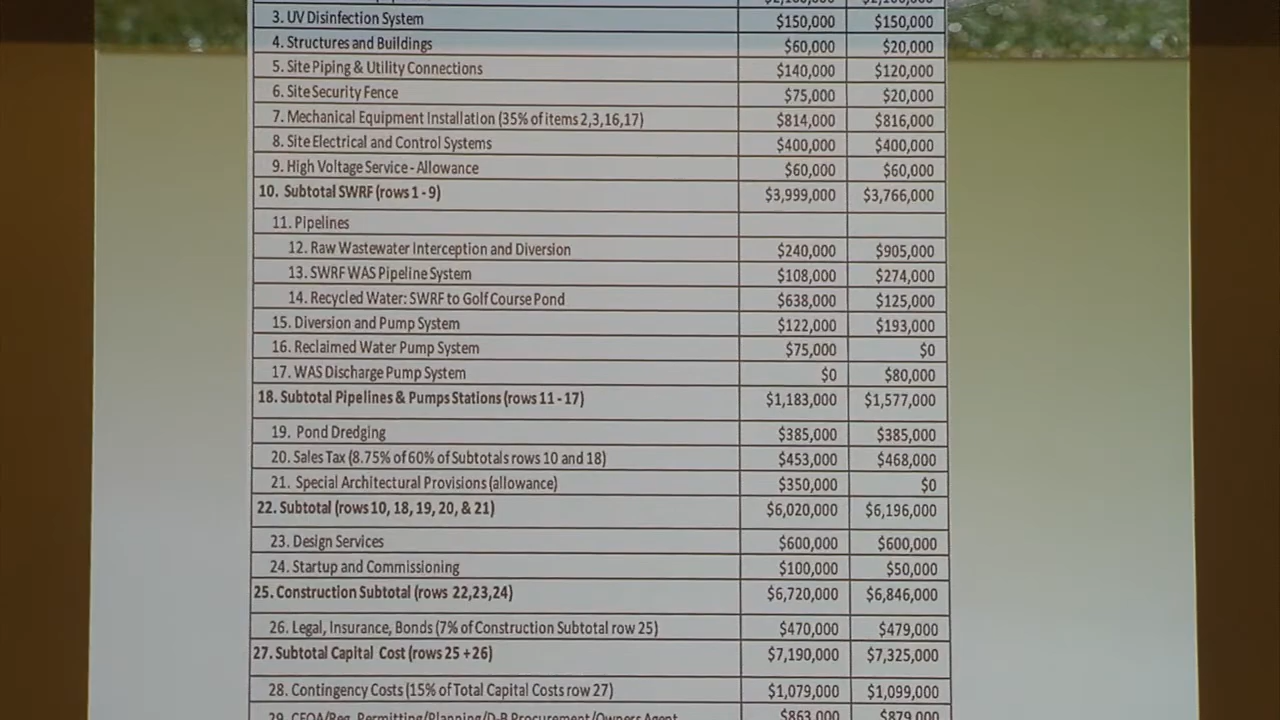 3. UV Disinfection System $150,000 $150,000
4. Structures and Buildings $60,000 $20,000
5. Site Piping & Utility Connections $140,000 $120,000
6. Site Security Fence $75,000 $20,000
7. Mechanical Equipment Installation (35% of items 2,3,16,17) $814,000 $816,000
8. Site Electrical and Control Systems $400,000 $400,000
9. High Voltage Service - Allowance $60,000 $60,000
10. Subtotal SWRF (rows 1 - 9) $3,999,000 $3,766,000
11. Pipelines
12. Raw Wastewater Interception and Diversion $240,000 $905,000
13. SWRF WAS Pipeline System $108,000 $274,000
14. Recycled Water: SWRF to Golf Course Pond $638,000 $125,000
15. Diversion and Pump System $122,000 $193,000
16. Reclaimed Water Pump System $75,000 $0
17. WAS Discharge Pump System $0 $80,000
18. Subtotal Pipelines & Pumps Stations (rows 11 - 17) $1,183,000 $1,577,000
19. Pond Dredging $385,000 $385,000
20. Sales Tax (8.75% of 60% of Subtotals rows 10 and 18) $453,000 $468,000
21. Special Architectural Provisions (allowance) $350,000 $0
22. Subtotal (rows 10, 18, 19, 20, & 21) $6,020,000 $6,196,000
23. Design Services $600,000 $600,000
24. Startup and Commissioning $100,000 $50,000
25. Construction Subtotal (rows 22,23,24) $6,720,000 $6,846,000
26. Legal, Insurance, Bonds (7% of Construction Subtotal row 25) $470,000 $479,000
27. Subtotal Capital Cost (rows 25 + 26) $7,190,000 $7,325,000
28. Contingency Costs (15% of Total Capital Costs row 27) $1,079,000 $1,099,000
29. CEQA/Reg. Permitting/Planning/D-B Procurement/Owners Agent $863,000 $879,000